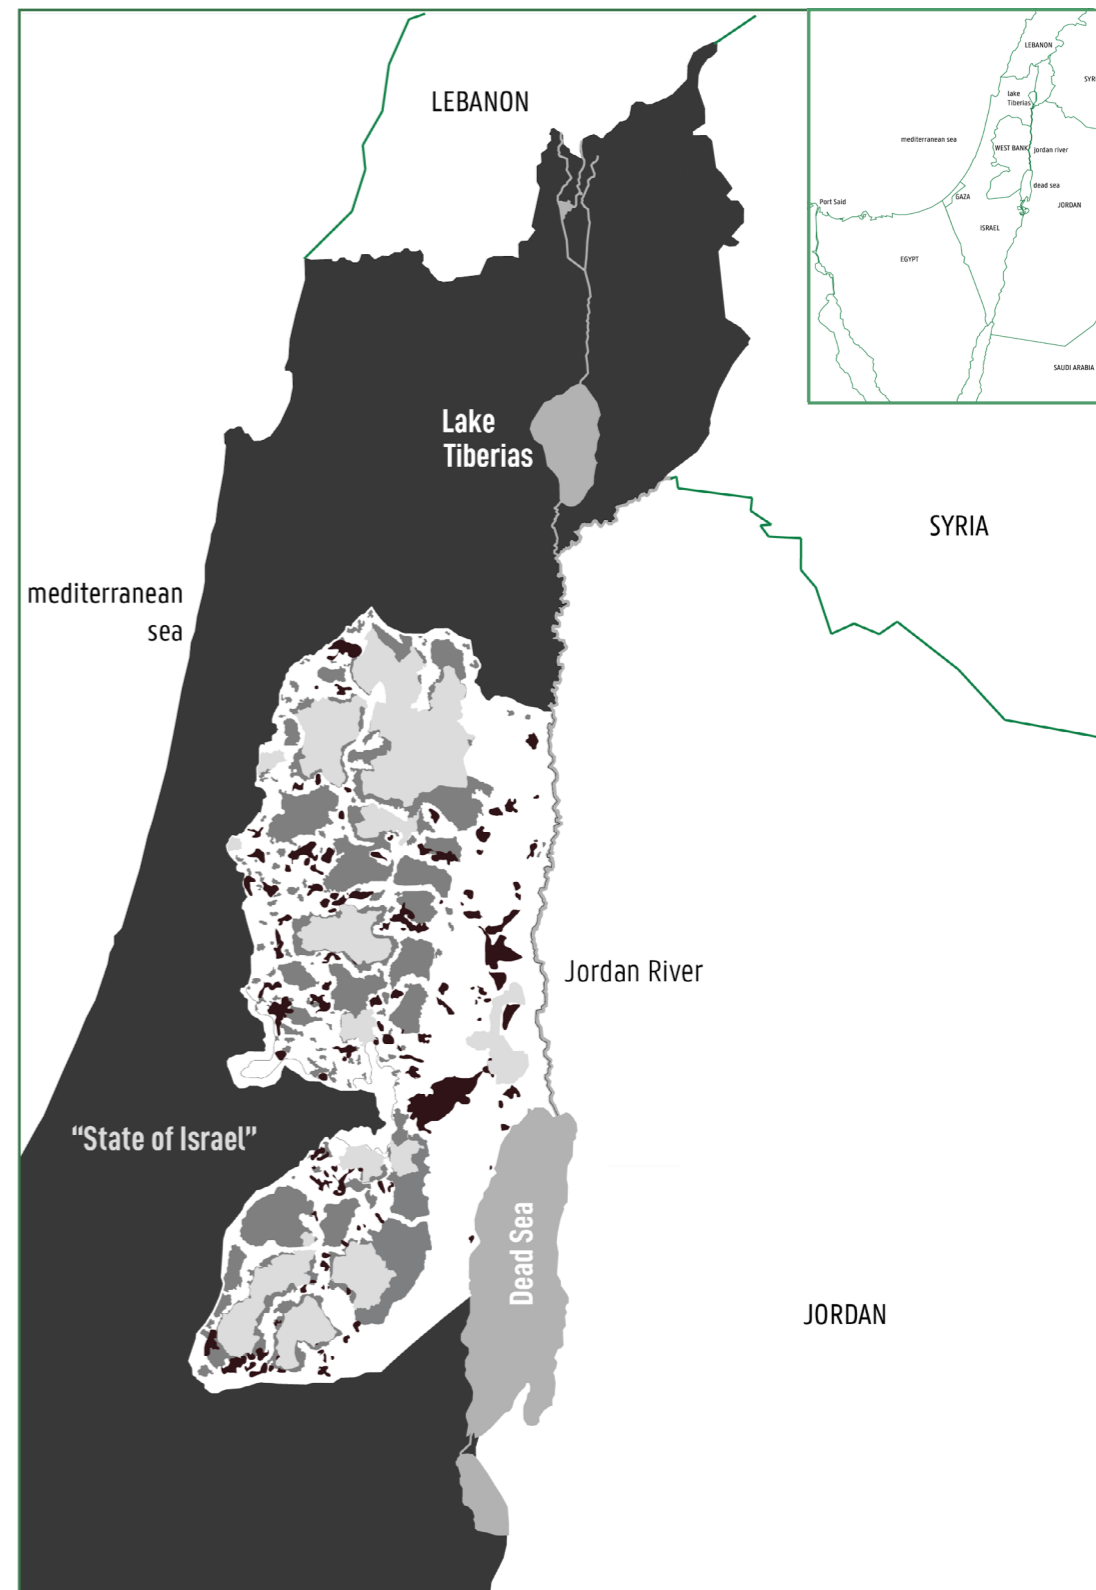 LEBANON
Lake
Tiberias
SYRIA
mediterranean
sea
Jordan River
“State of Israel”
Dead Sea
JORDAN
LEBANON
SYRI
lake
Tiberias
mediterranean sea
WEST BANK
Jordan river
dead sea
Port Said
GAZA
JORDAN
ISRAEL
EGYPT
SAUDI ARABIA